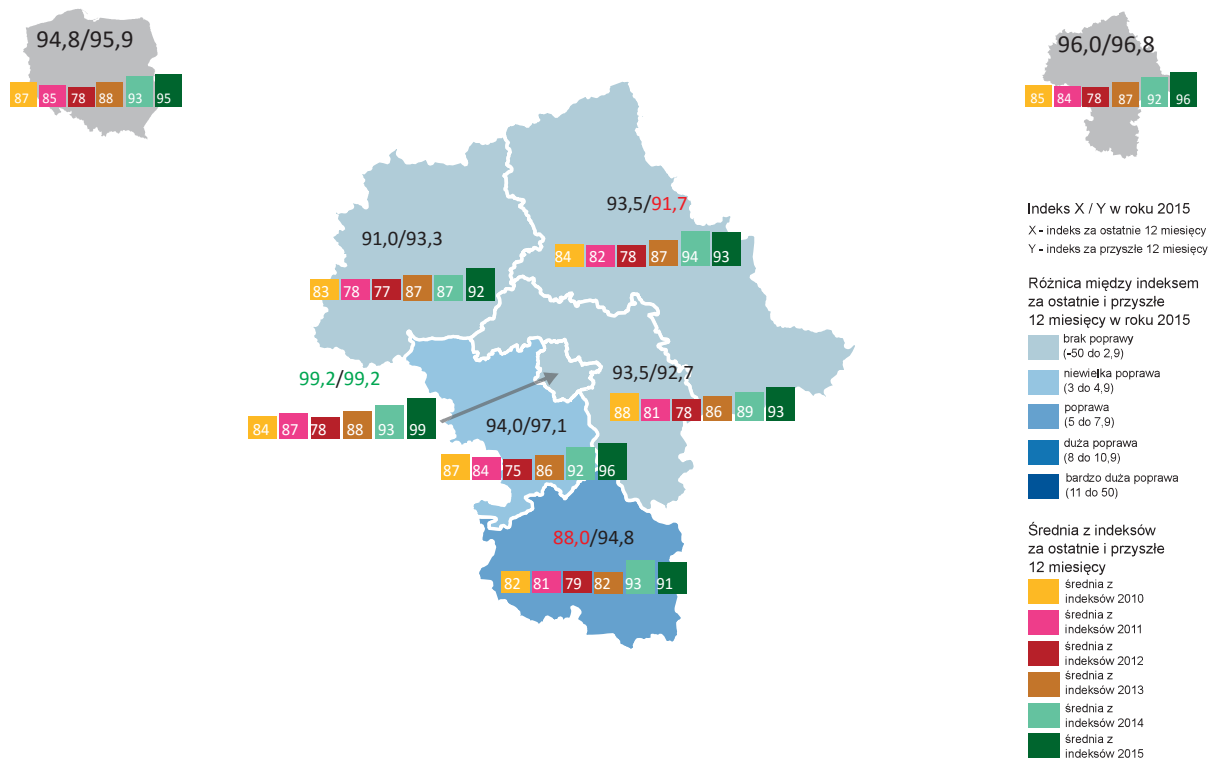 94,8/95,9
87 85 78 88 93 95
96,0/96,8
85 84 78 87 92 96
93,5/91,7
84 82 78 87 94 93
91,0/93,3
83 78 77 87 87 92
99,2/99,2
84 87 78 88 93 99
93,5/92,7
88 81 78 86 89 93
94,0/97,1
87 84 75 86 92 96
88,0/94,8
82 81 79 82 93 91
Indeks X / Y w roku 2015
X - indeks za ostatnie 12 miesięcy
Y - indeks za przyszłe 12 miesięcy
Różnica między indeksem
za ostatnie i przyszłe
12 miesięcy w roku 2015
brak poprawy
(-50 do 2,9)
niewielka poprawa
(3 do 4,9)
poprawa
(5 do 7,9)
duża poprawa
(8 do 10,9)
bardzo duża poprawa
(11 do 50)
Średnia z indeksów
za ostatnie i przyszłe
12 miesięcy
średnia z
indeksów 2010
średnia z
indeksów 2011
średnia z
indeksów 2012
średnia z
indeksów 2013
średnia z
indeksów 2014
średnia z
indeksów 2015